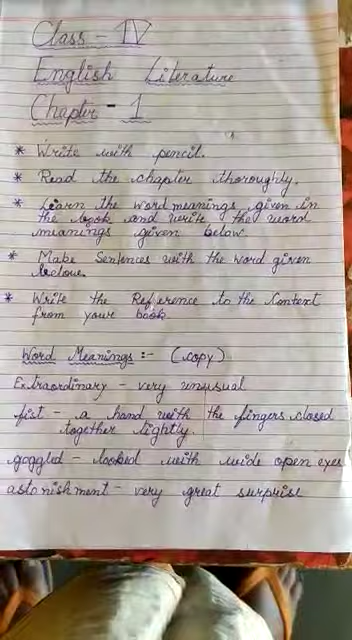 Class - IV
English Literature
Chapter - 1
* Write with pencil.
* Read the chapter thoroughly.
* Learn the word meanings given in
the book and write the word
meanings given below
* Make Sentences with the word given
below.
* Write the Reference to the Context
from your book.
Word Meanings :- (copy)
Extraordinary - very unusual
fist - a hand with the fingers closed
together tightly.
goggled - looked with wide open eyes
astonishment - very great surprise